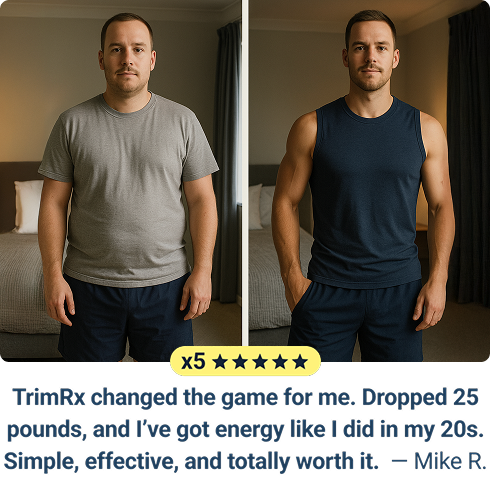 x5 ★★★★★
TrimRx changed the game for me. Dropped 25
pounds, and I’ve got energy like I did in my 20s.
Simple, effective, and totally worth it. — Mike R.